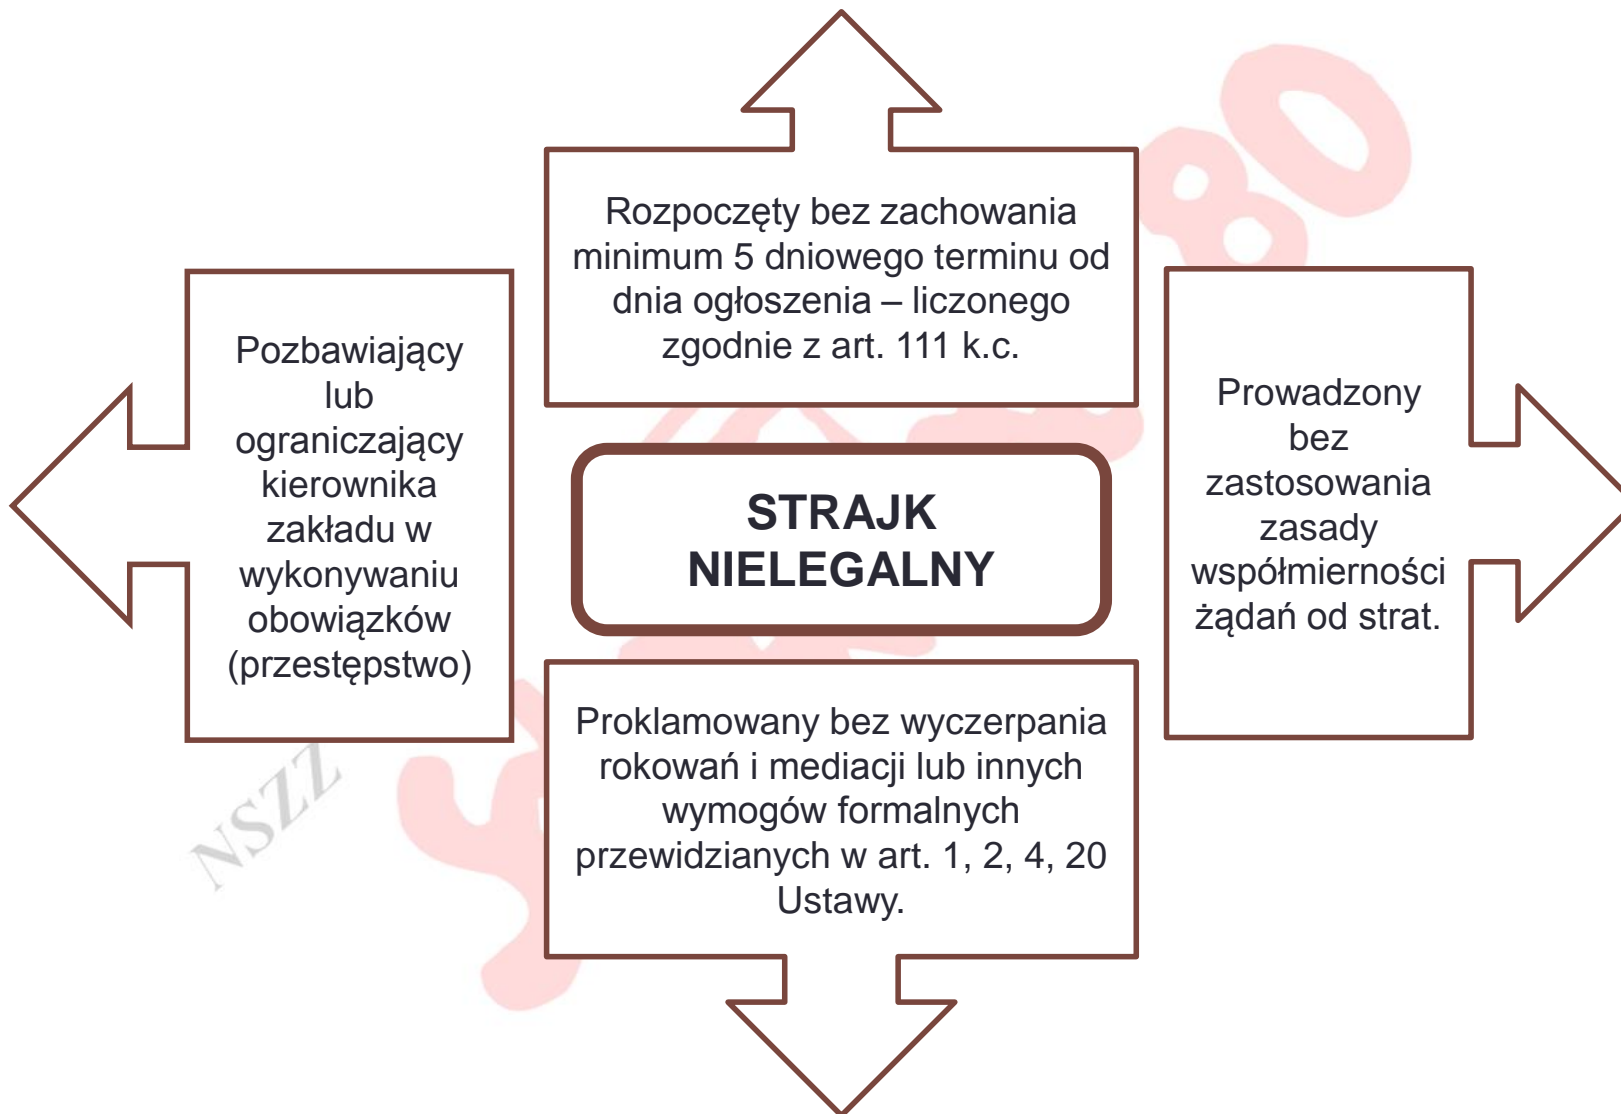 Rozpoczęty bez zachowania
minimum 5 dniowego terminu od
dnia ogłoszenia – liczonego
zgodnie z art. 111 k.c.
Pozbawiający
lub
ograniczający
kierownika
zakładu w
wykonywaniu
obowiązków
(przestępstwo)
STRAJK
NIELEGALNY
Prowadzony
bez
zastosowania
zasady
współmierności
żądań od strat.
Proklamowany bez wyczerpania
rokowań i mediacji lub innych
wymogów formalnych
przewidzianych w art. 1, 2, 4, 20
Ustawy.
NSZZ
80